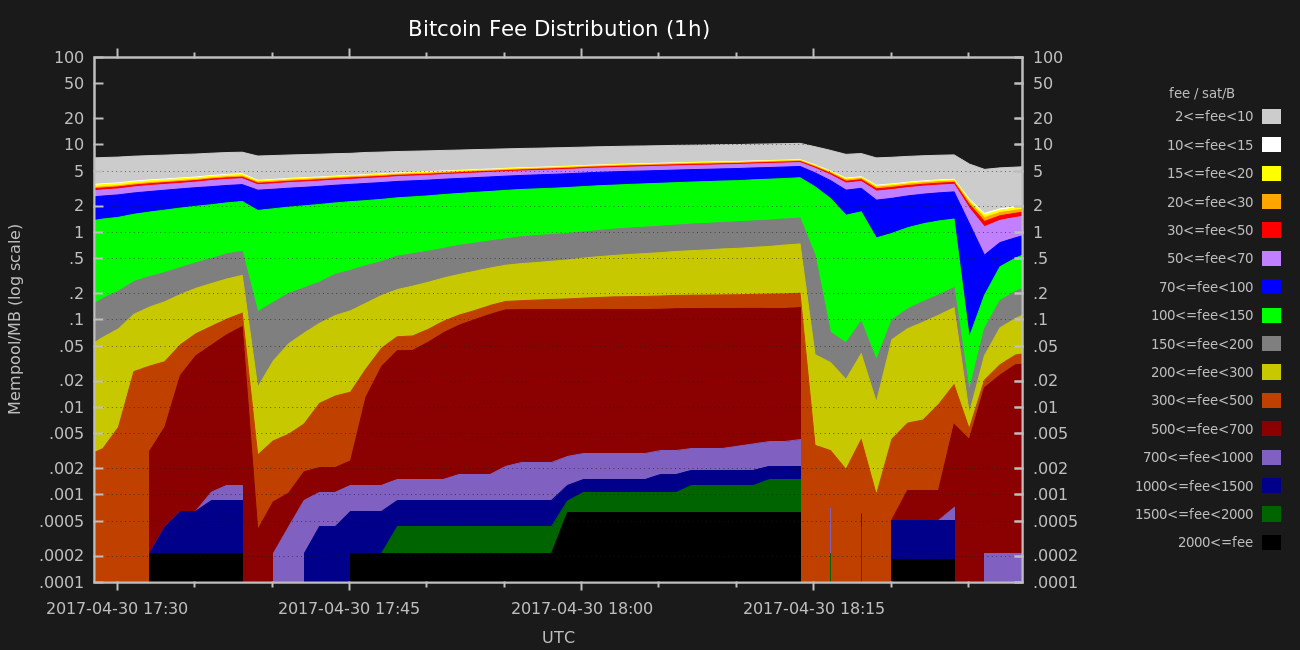 Bitcoin Fee Distribution (1h)
100 100
50 50
20 20
10 10
5 5
2 2
1 1
.5 .5
.2 .2
.1 .1
.05 .05
.02 .02
.01 .01
.005 .005
.002 .002
.001 .001
.0005 .0005
.0002 .0002
.0001 .0001
Mempool/MB (log scale)
2017-04-30 17:30 2017-04-30 17:45 2017-04-30 18:00 2017-04-30 18:15
UTC
fee / sat/B
2<=fee<10
10<=fee<15
15<=fee<20
20<=fee<30
30<=fee<50
50<=fee<70
70<=fee<100
100<=fee<150
150<=fee<200
200<=fee<300
300<=fee<500
500<=fee<700
700<=fee<1000
1000<=fee<1500
1500<=fee<2000
2000<=fee